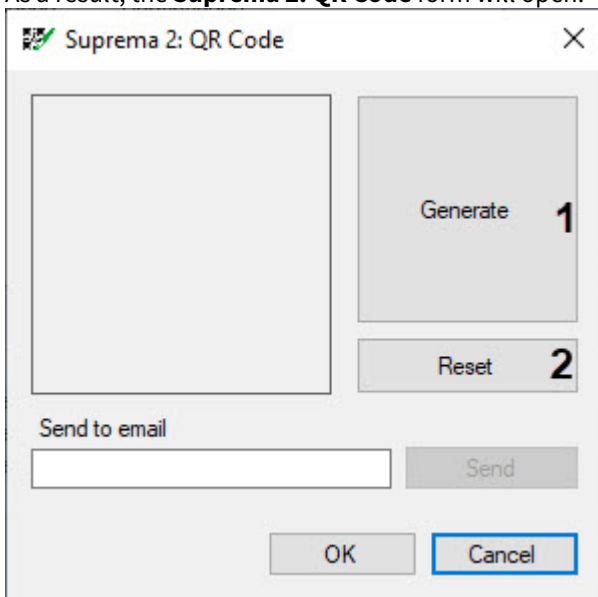 As a result, the Suprema 2: QR Code form will open.
Suprema 2: QR Code
Generate 1
Reset 2
Send to email
Send
OK Cancel